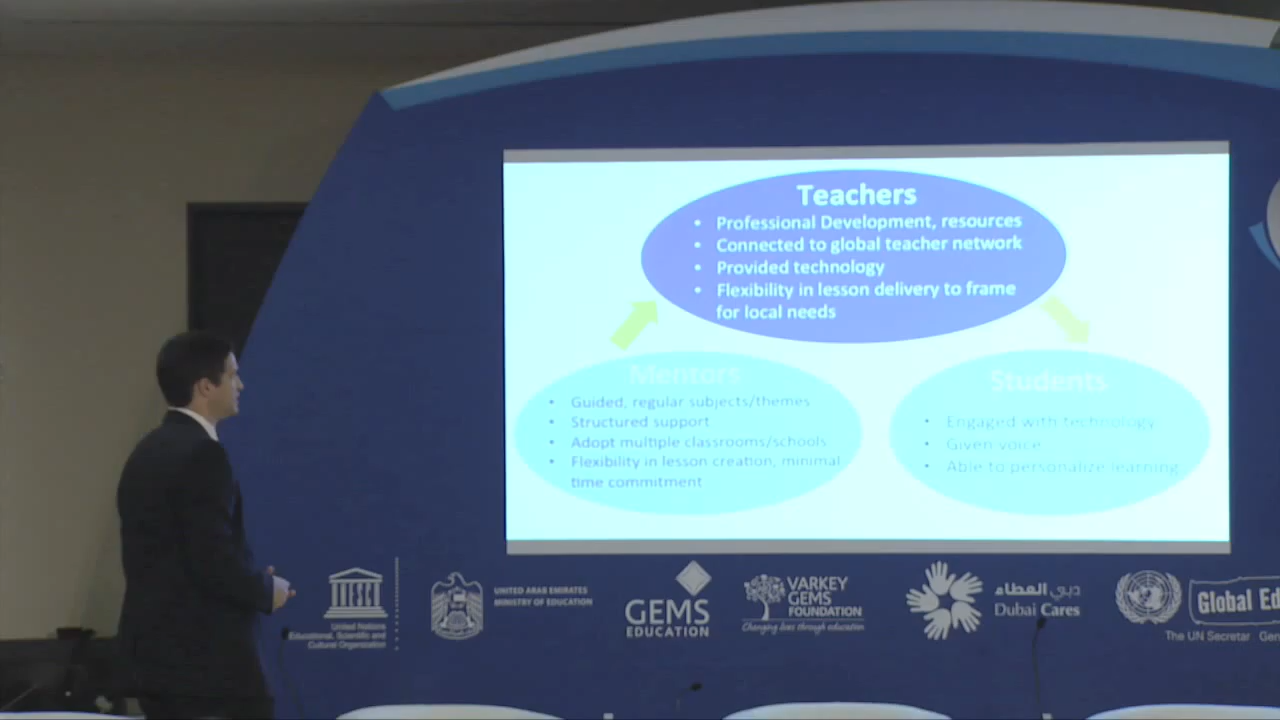 Teachers
• Professional Development, resources
• Connected to global teacher network
• Provided technology
• Flexibility in lesson delivery to frame
for local needs
Mentors
• Guided, regular subjects/themes
• Structured support
• Adopt multiple classrooms/schools
• Flexibility in lesson creation, minimal
time commitment
Students
• Engaged with technology
• Given voice
• Able to personalize learning
United Nations
Educational, Scientific and
Cultural Organization
UNITED ARAB EMIRATES
MINISTRY OF EDUCATION
GEMS
EDUCATION
VARKEY
GEMS
FOUNDATION
Changing lives through education
دبي العطاء
Dubai Cares
Global Ed
The UN Secretar Gen